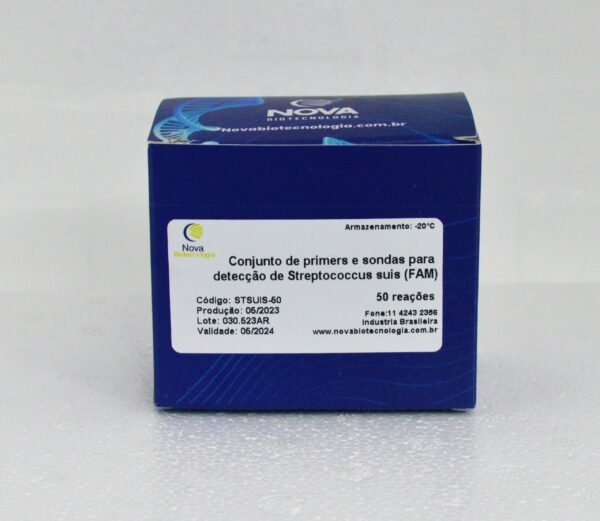 NOVA
BIOTECNOLOGIA
Novabiotecnologia.com.br
Armazenamento: -20°C
Nova
Biotecnologia
Conjunto de primers e sondas para
detecção de Streptococcus suis (FAM)
50 reações
Código: STSUIS-50
Produção: 05/2023
Lote: 030.523AR
Validade: 05/2024
Fone:11 4243 2356
Industria Brasileira
www.novabiotecnologia.com.br